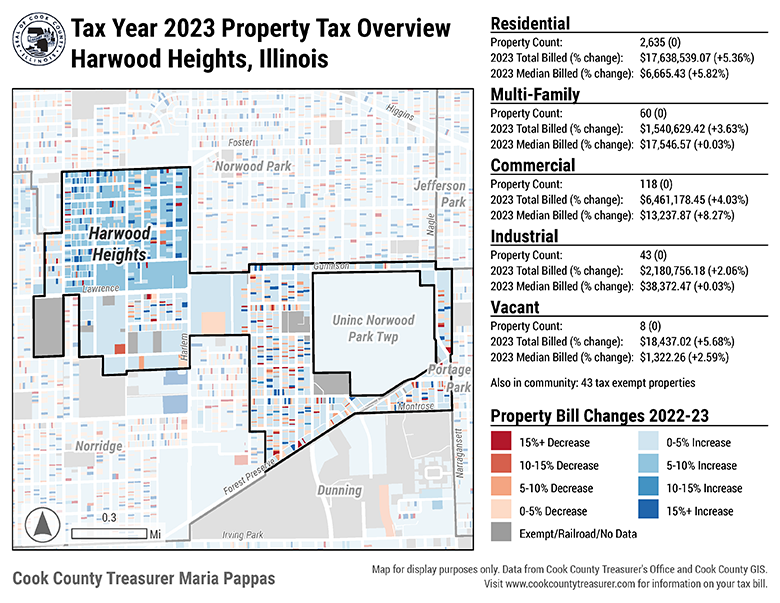 Tax Year 2023 Property Tax Overview
Harwood Heights, Illinois
SEAL OF COOK COUNTY
ILLINOIS
Residential
Property Count: 2,635 (0)
2023 Total Billed (% change): $17,638,539.07 (+5.36%)
2023 Median Billed (% change): $6,665.43 (+5.82%)
Multi-Family
Property Count: 60 (0)
2023 Total Billed (% change): $1,540,629.42 (+3.63%)
2023 Median Billed (% change): $17,546.57 (+0.03%)
Commercial
Property Count: 118 (0)
2023 Total Billed (% change): $6,461,178.45 (+4.03%)
2023 Median Billed (% change): $13,237.87 (+8.27%)
Industrial
Property Count: 43 (0)
2023 Total Billed (% change): $2,180,756.18 (+2.06%)
2023 Median Billed (% change): $38,372.47 (+0.03%)
Vacant
Property Count: 8 (0)
2023 Total Billed (% change): $18,437.02 (+5.68%)
2023 Median Billed (% change): $1,322.26 (+2.59%)
Also in community: 43 tax exempt properties
Property Bill Changes 2022-23
15%+ Decrease
10-15% Decrease
5-10% Decrease
0-5% Decrease
Exempt/Railroad/No Data
0-5% Increase
5-10% Increase
10-15% Increase
15%+ Increase
Higgins
Foster
Norwood Park
Jefferson
Park
Nagle
Harwood
Heights
Gunnison
Lawrence
Uninc Norwood
Park Twp
Harlem
Portage
Park
Montrose
Norridge
Forest Preserve
Narragansett
Dunning
Irving Park
0.3
Mi
Cook County Treasurer Maria Pappas
Map for display purposes only. Data from Cook County Treasurer's Office and Cook County GIS.
Visit www.cookcountytreasurer.com for information on your tax bill.